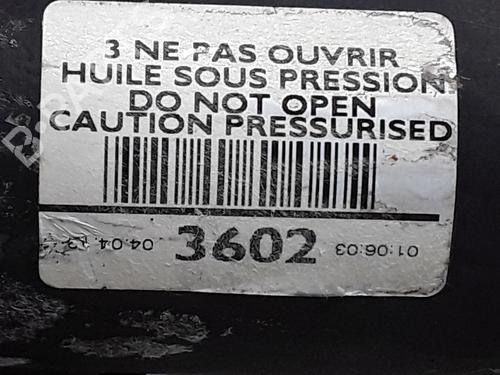 3 NE PAS OUVRIR
HUILE SOUS PRESSION
DO NOT OPEN
CAUTION PRESSURISED
04.04.13 3602 01:06:03